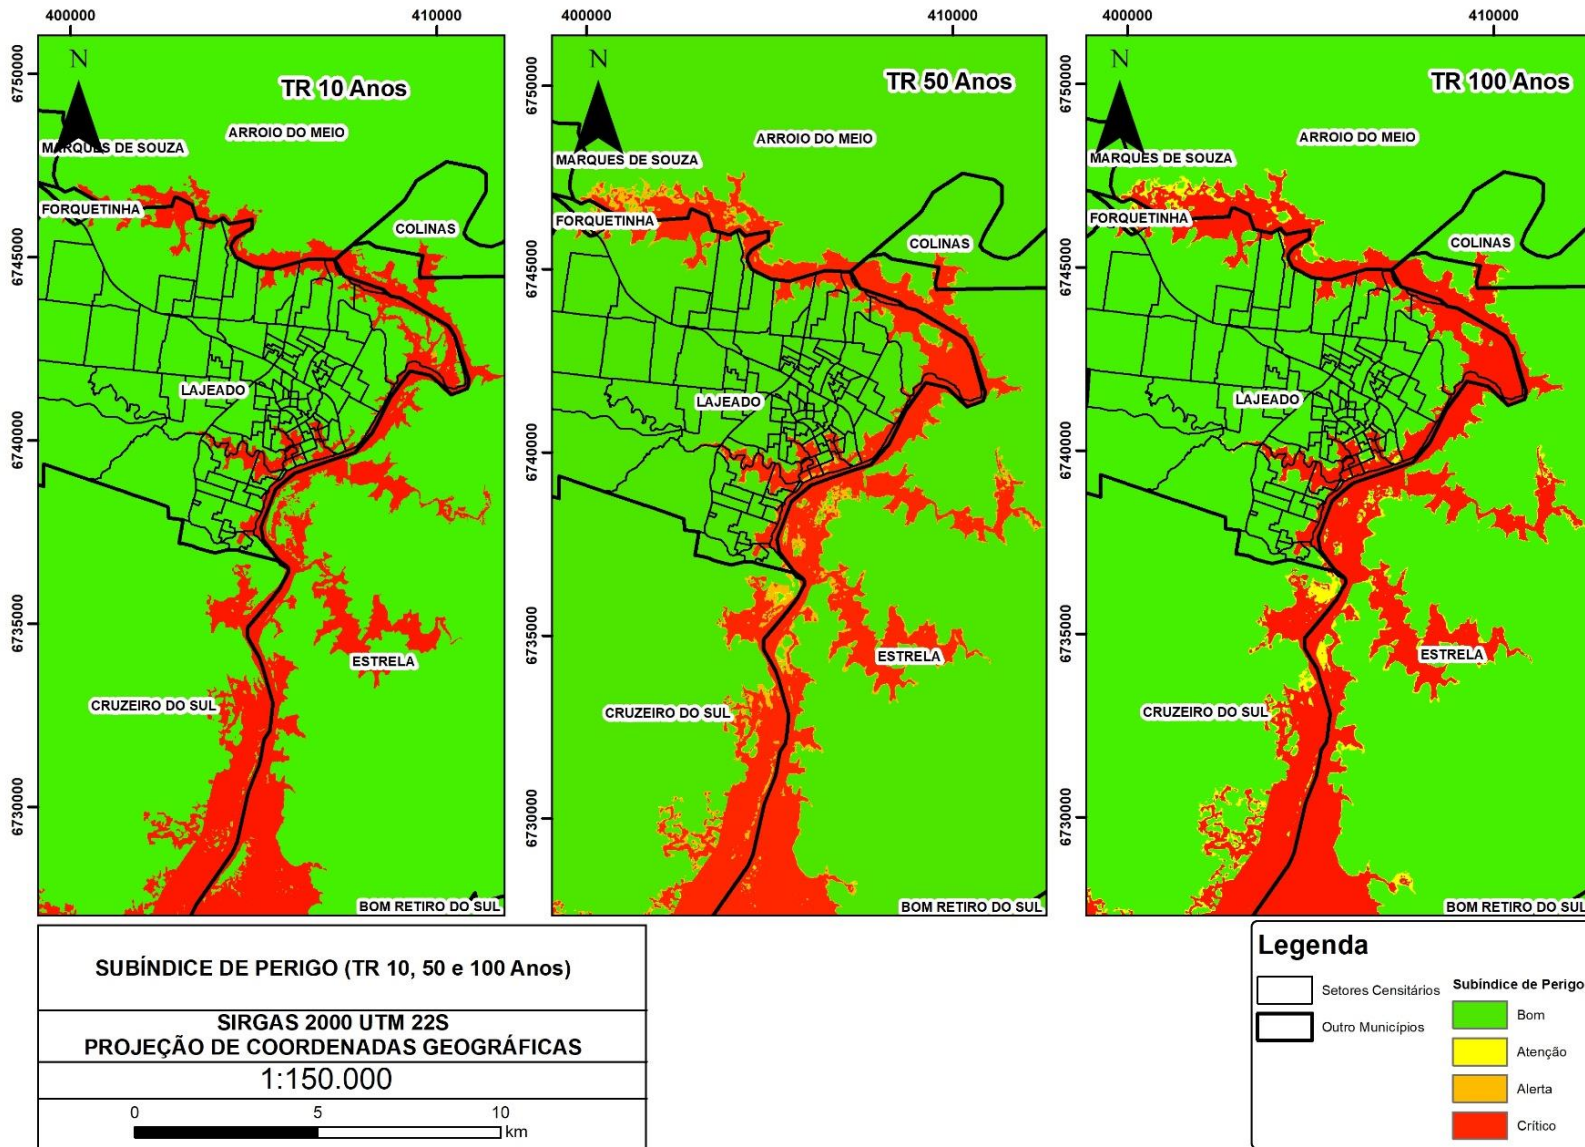 400000
410000
400000
410000
400000
410000
N
TR 10 Anos
N
TR 50 Anos
N
TR 100 Anos
6750000
6745000
6740000
6735000
6730000
ARROIO DO MEIO
MARQUES DE SOUZA
FORQUETINHA
COLINAS
LAJEADO
ESTRELA
CRUZEIRO DO SUL
BOM RETIRO DO SUL
6750000
6745000
6740000
6735000
6730000
ARROIO DO MEIO
MARQUES DE SOUZA
FORQUETINHA
COLINAS
LAJEADO
ESTRELA
CRUZEIRO DO SUL
BOM RETIRO DO SUL
6750000
6745000
6740000
6735000
6730000
ARROIO DO MEIO
MARQUES DE SOUZA
FORQUETINHA
COLINAS
LAJEADO
ESTRELA
CRUZEIRO DO SUL
BOM RETIRO DO SUL
SUBÍNDICE DE PERIGO (TR 10, 50 e 100 Anos)
SIRGAS 2000 UTM 22S
PROJEÇÃO DE COORDENADAS GEOGRÁFICAS
1:150.000
0 5 10
km
Legenda
Setores Censitários
Outro Municípios
Subíndice de Perigo
Bom
Atenção
Alerta
Crítico